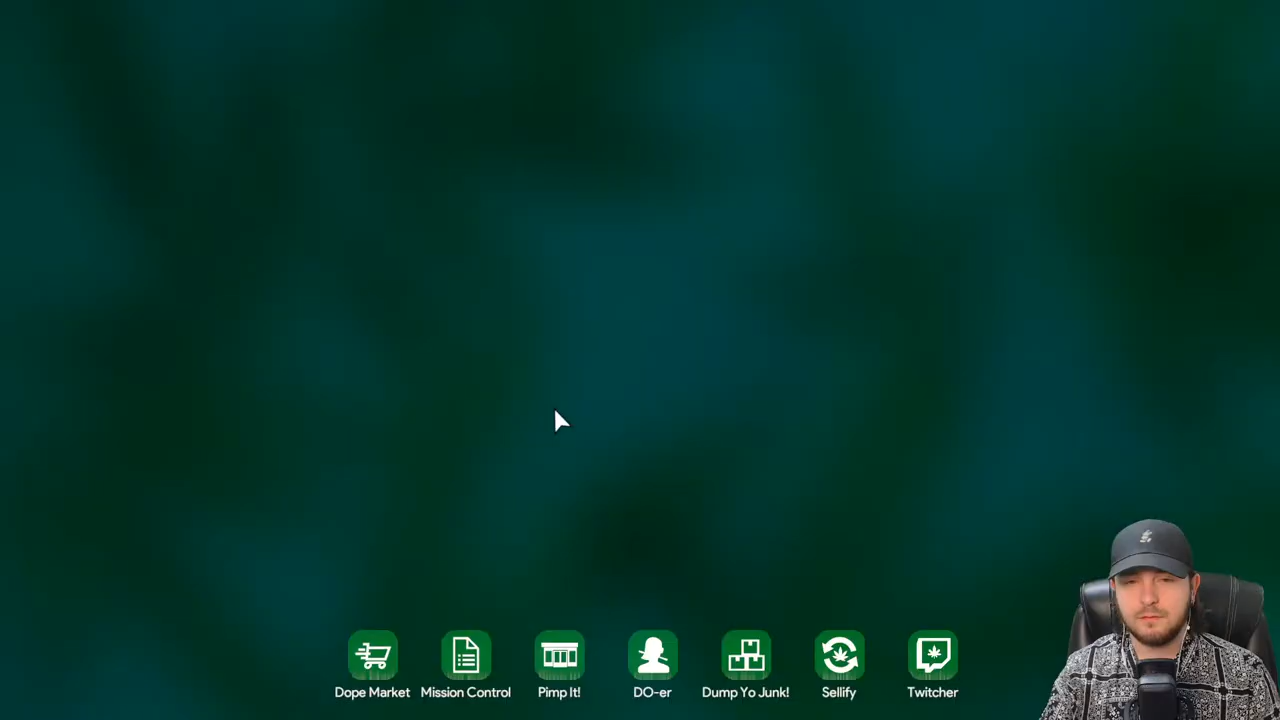 Dope Market
Mission Control
Pimp It!
DO-er
Dump Yo Junk!
Sellify
Twitcher